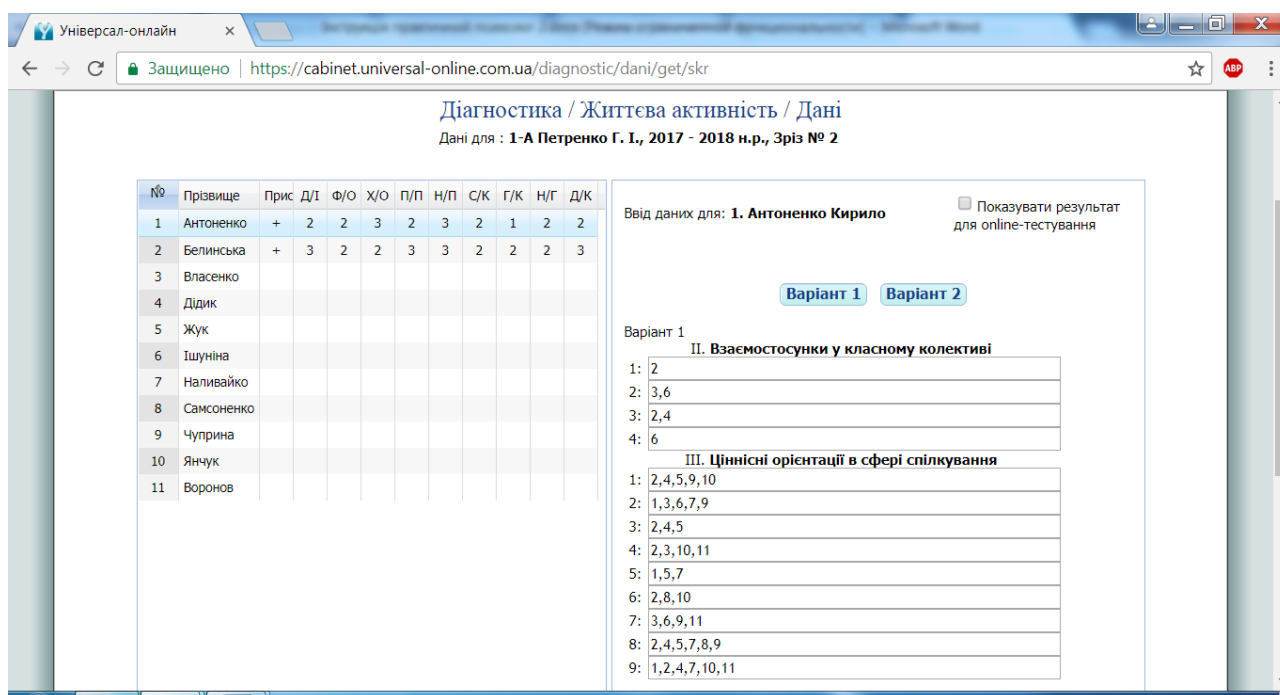 Універсал-онлайн
Защищено | https://cabinet.universal-online.com.ua/diagnostic/dani/get/skr
ABP
Діагностика / Життєва активність / Дані
Дані для : 1-А Петренко Г. І., 2017 - 2018 н.р., Зріз № 2
№ Прізвище Прис Д/І Ф/О Х/О П/П Н/П С/К Г/К Н/Г Д/К
1 Антоненко + 2 2 3 2 3 2 1 2 2
2 Белинська + 3 2 2 3 3 2 2 2 3
3 Власенко
4 Дідик
5 Жук
6 Ішуніна
7 Наливайко
8 Самсоненко
9 Чуприна
10 Янчук
11 Воронов
Ввід даних для: 1. Антоненко Кирило
Показувати результат
для online-тестування
Варіант 1 Варіант 2
Варіант 1
II. Взаємостосунки у класному колективі
1: 2
2: 3,6
3: 2,4
4: 6
III. Ціннісні орієнтації в сфері спілкування
1: 2,4,5,9,10
2: 1,3,6,7,9
3: 2,4,5
4: 2,3,10,11
5: 1,5,7
6: 2,8,10
7: 3,6,9,11
8: 2,4,5,7,8,9
9: 1,2,4,7,10,11